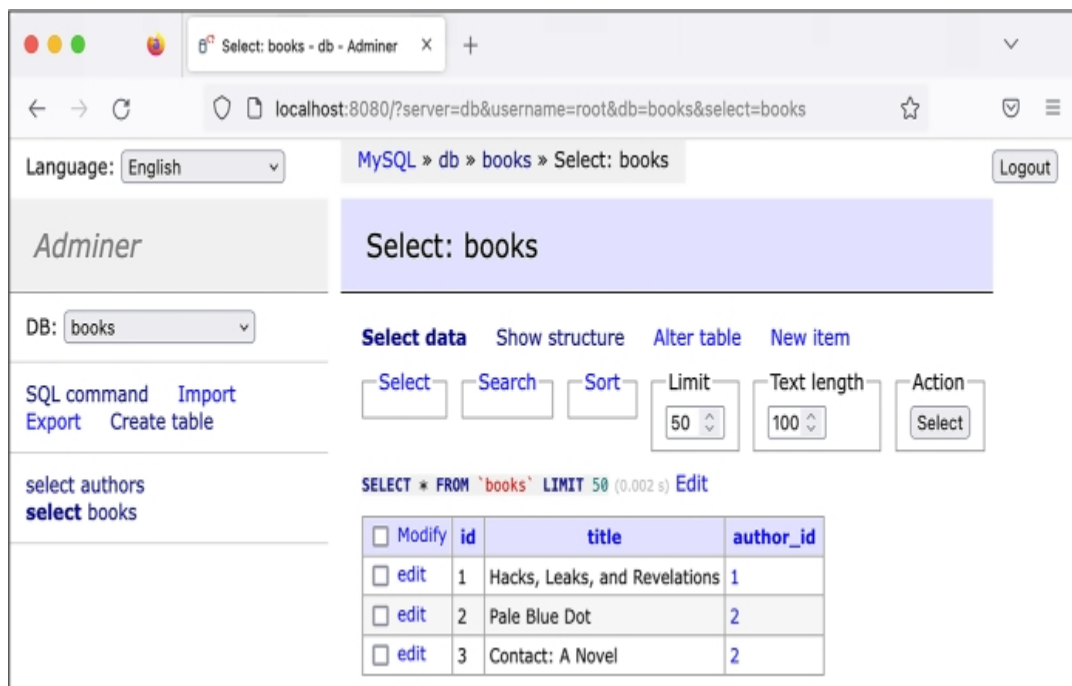 Select: books - db - Adminer
localhost:8080/?server=db&username=root&db=books&select=books
Language: English
MySQL » db » books » Select: books
Logout
Adminer
Select: books
DB: books
Select data Show structure Alter table New item
SQL command Import
Export Create table
Select Search Sort Limit Text length Action
50 100 Select
select authors
select books
SELECT * FROM `books` LIMIT 50 (0.002 s) Edit
Modify id title author_id
edit 1 Hacks, Leaks, and Revelations 1
edit 2 Pale Blue Dot 2
edit 3 Contact: A Novel 2